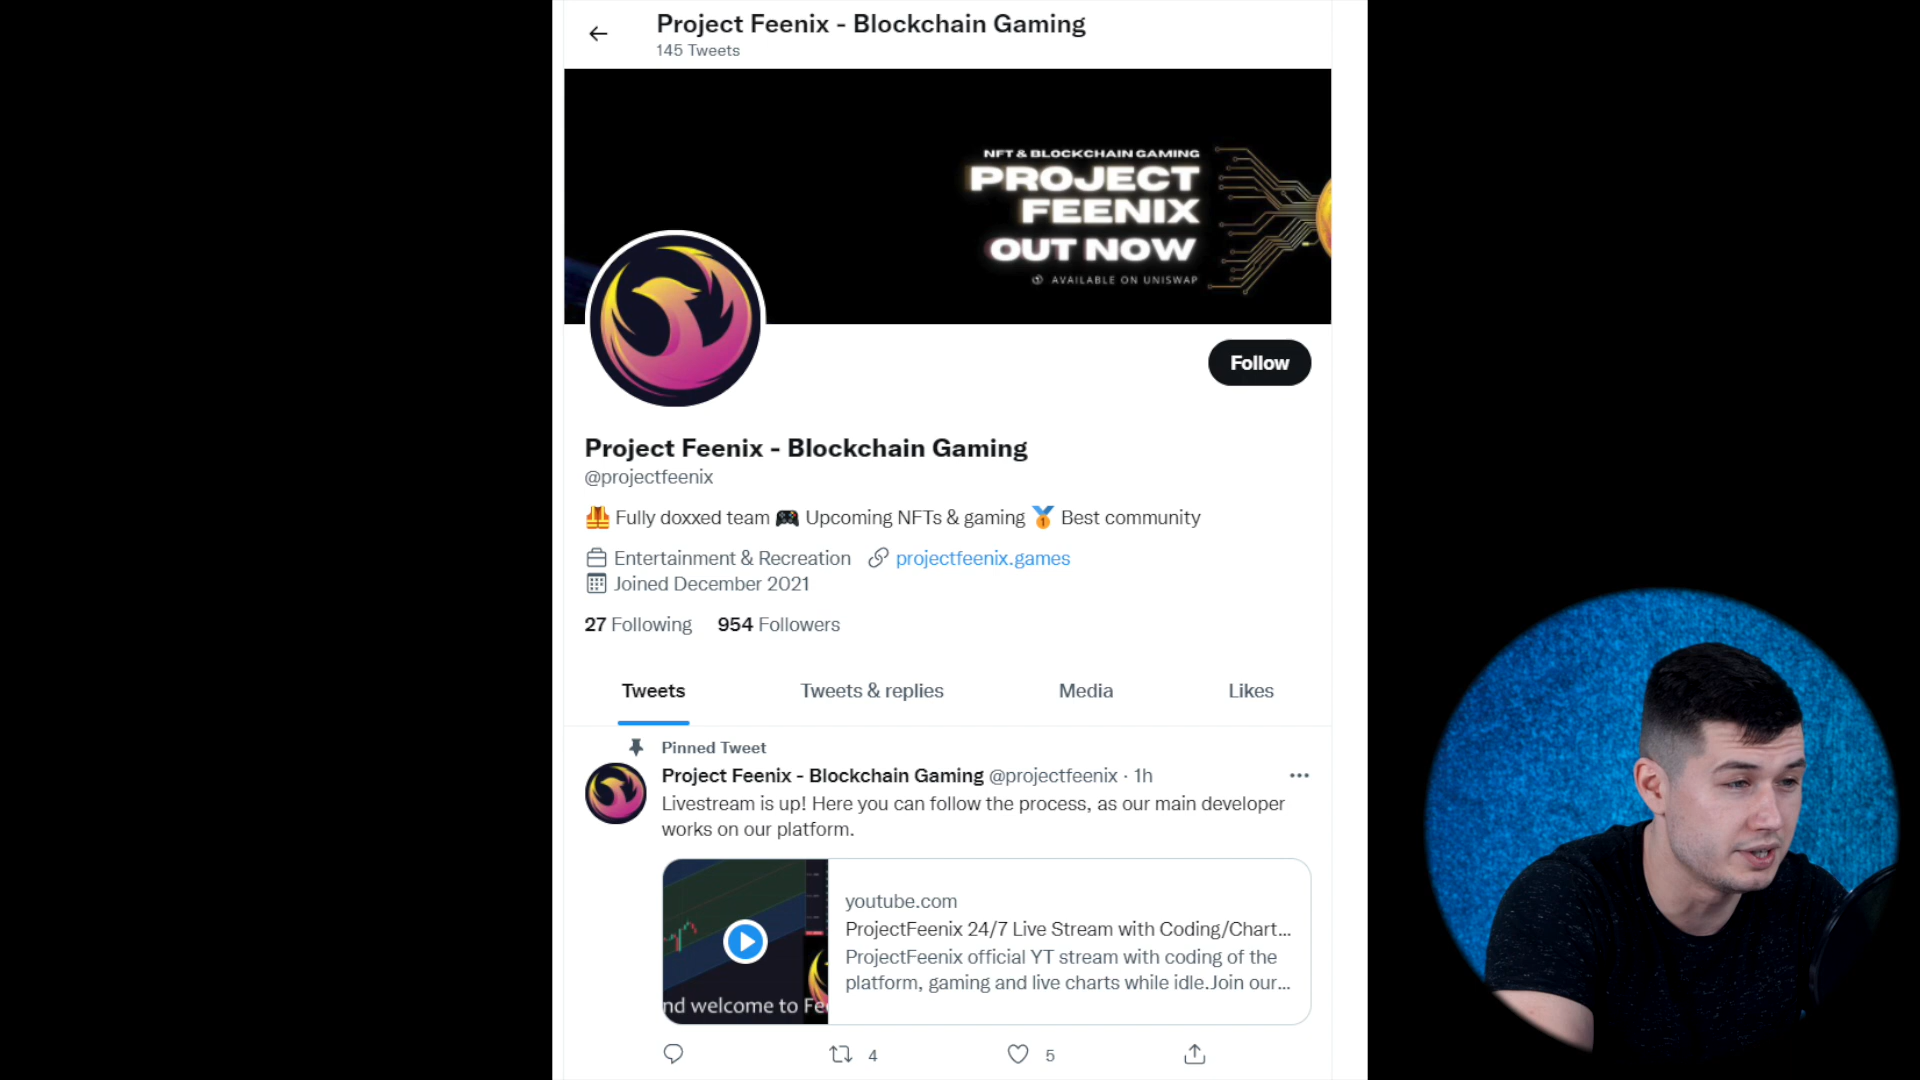 Project Feenix - Blockchain Gaming
145 Tweets
NFT & BLOCKCHAIN GAMING
PROJECT
FEENIX
OUT NOW
AVAILABLE ON UNISWAP
Follow
Project Feenix - Blockchain Gaming
@projectfeenix
Fully doxxed team Upcoming NFTs & gaming Best community
Entertainment & Recreation projectfeenix.games
Joined December 2021
27 Following 954 Followers
Tweets Tweets & replies Media Likes
Pinned Tweet
Project Feenix - Blockchain Gaming @projectfeenix · 1h
Livestream is up! Here you can follow the process, as our main developer
works on our platform.
youtube.com
ProjectFeenix 24/7 Live Stream with Coding/Chart...
ProjectFeenix official YT stream with coding of the
platform, gaming and live charts while idle.Join our...
nd welcome to Fe
4 5